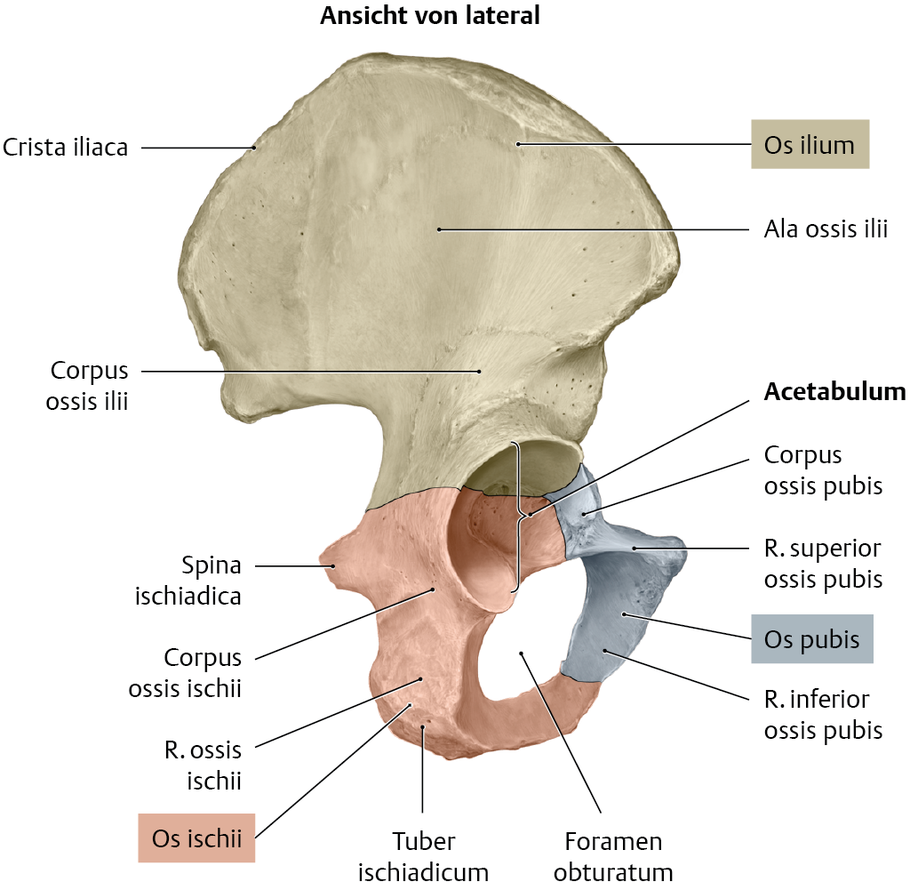 Ansicht von lateral
Crista iliaca
Os ilium
Ala ossis ilii
Corpus
ossis ilii
Acetabulum
Corpus
ossis pubis
R. superior
ossis pubis
Spina
ischiadica
Os pubis
Corpus
ossis ischii
R. inferior
ossis pubis
R. ossis
ischii
Os ischii
Tuber
ischiadicum
Foramen
obturatum